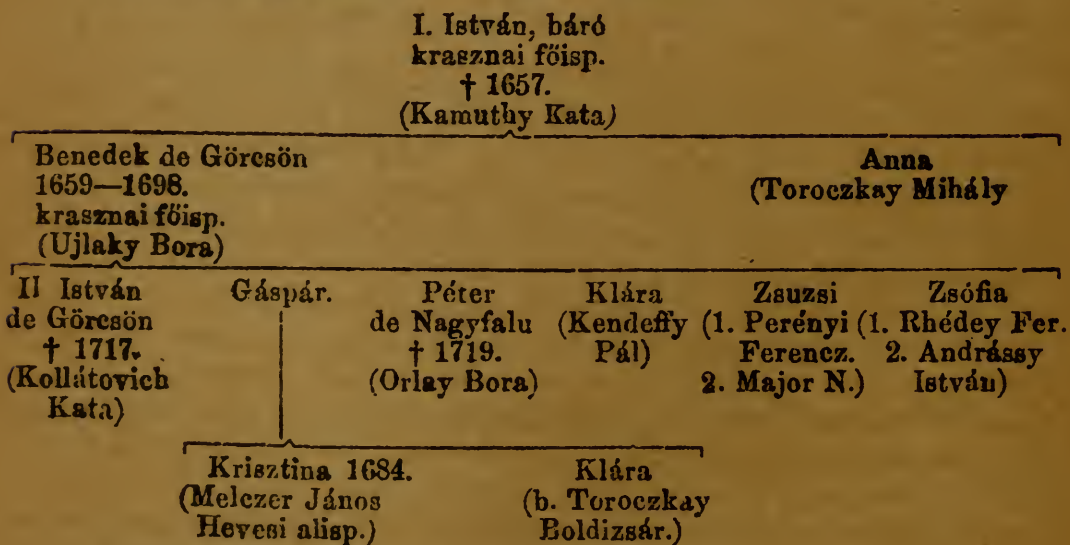 I. István, báró
krasznai főisp.
† 1657.
(Kamuthy Kata)
Benedek de Görcsön
1659—1698.
krasznai főisp.
(Ujlaky Bora)
Anna
(Toroczkay Mihály
II István
de Görcsön
† 1717.
(Kollátovich
Kata)
Gáspár.
Péter
de Nagyfalu
† 1719.
(Orlay Bora)
Klára
(Kendeffy
Pál)
Zsuzsi
(1. Perényi
Ferencz.
2. Major N.)
Zsófia
(1. Rhédey Fer.
2. Andrássy
István)
Krisztina 1684.
(Melczer János
Hevesi alisp.)
Klára
(b. Toroczkay
Boldizsár.)